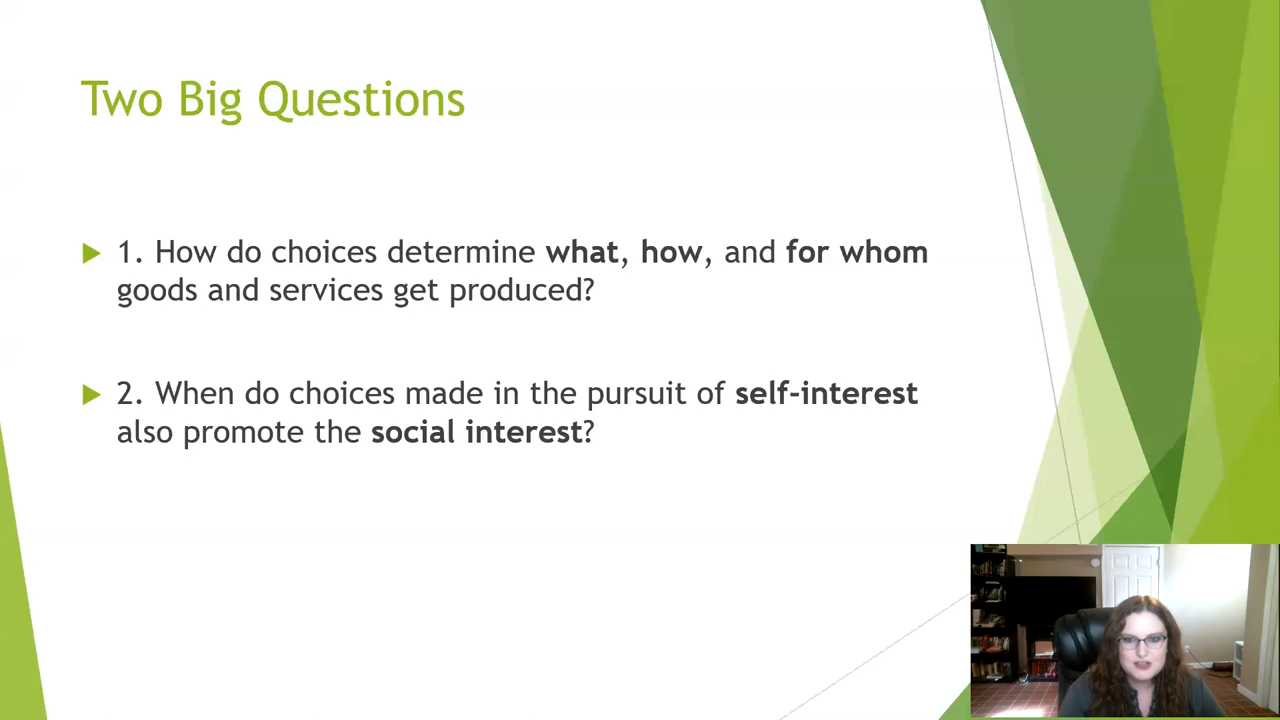 Two Big Questions
1. How do choices determine what, how, and for whom
goods and services get produced?
2. When do choices made in the pursuit of self-interest
also promote the social interest?